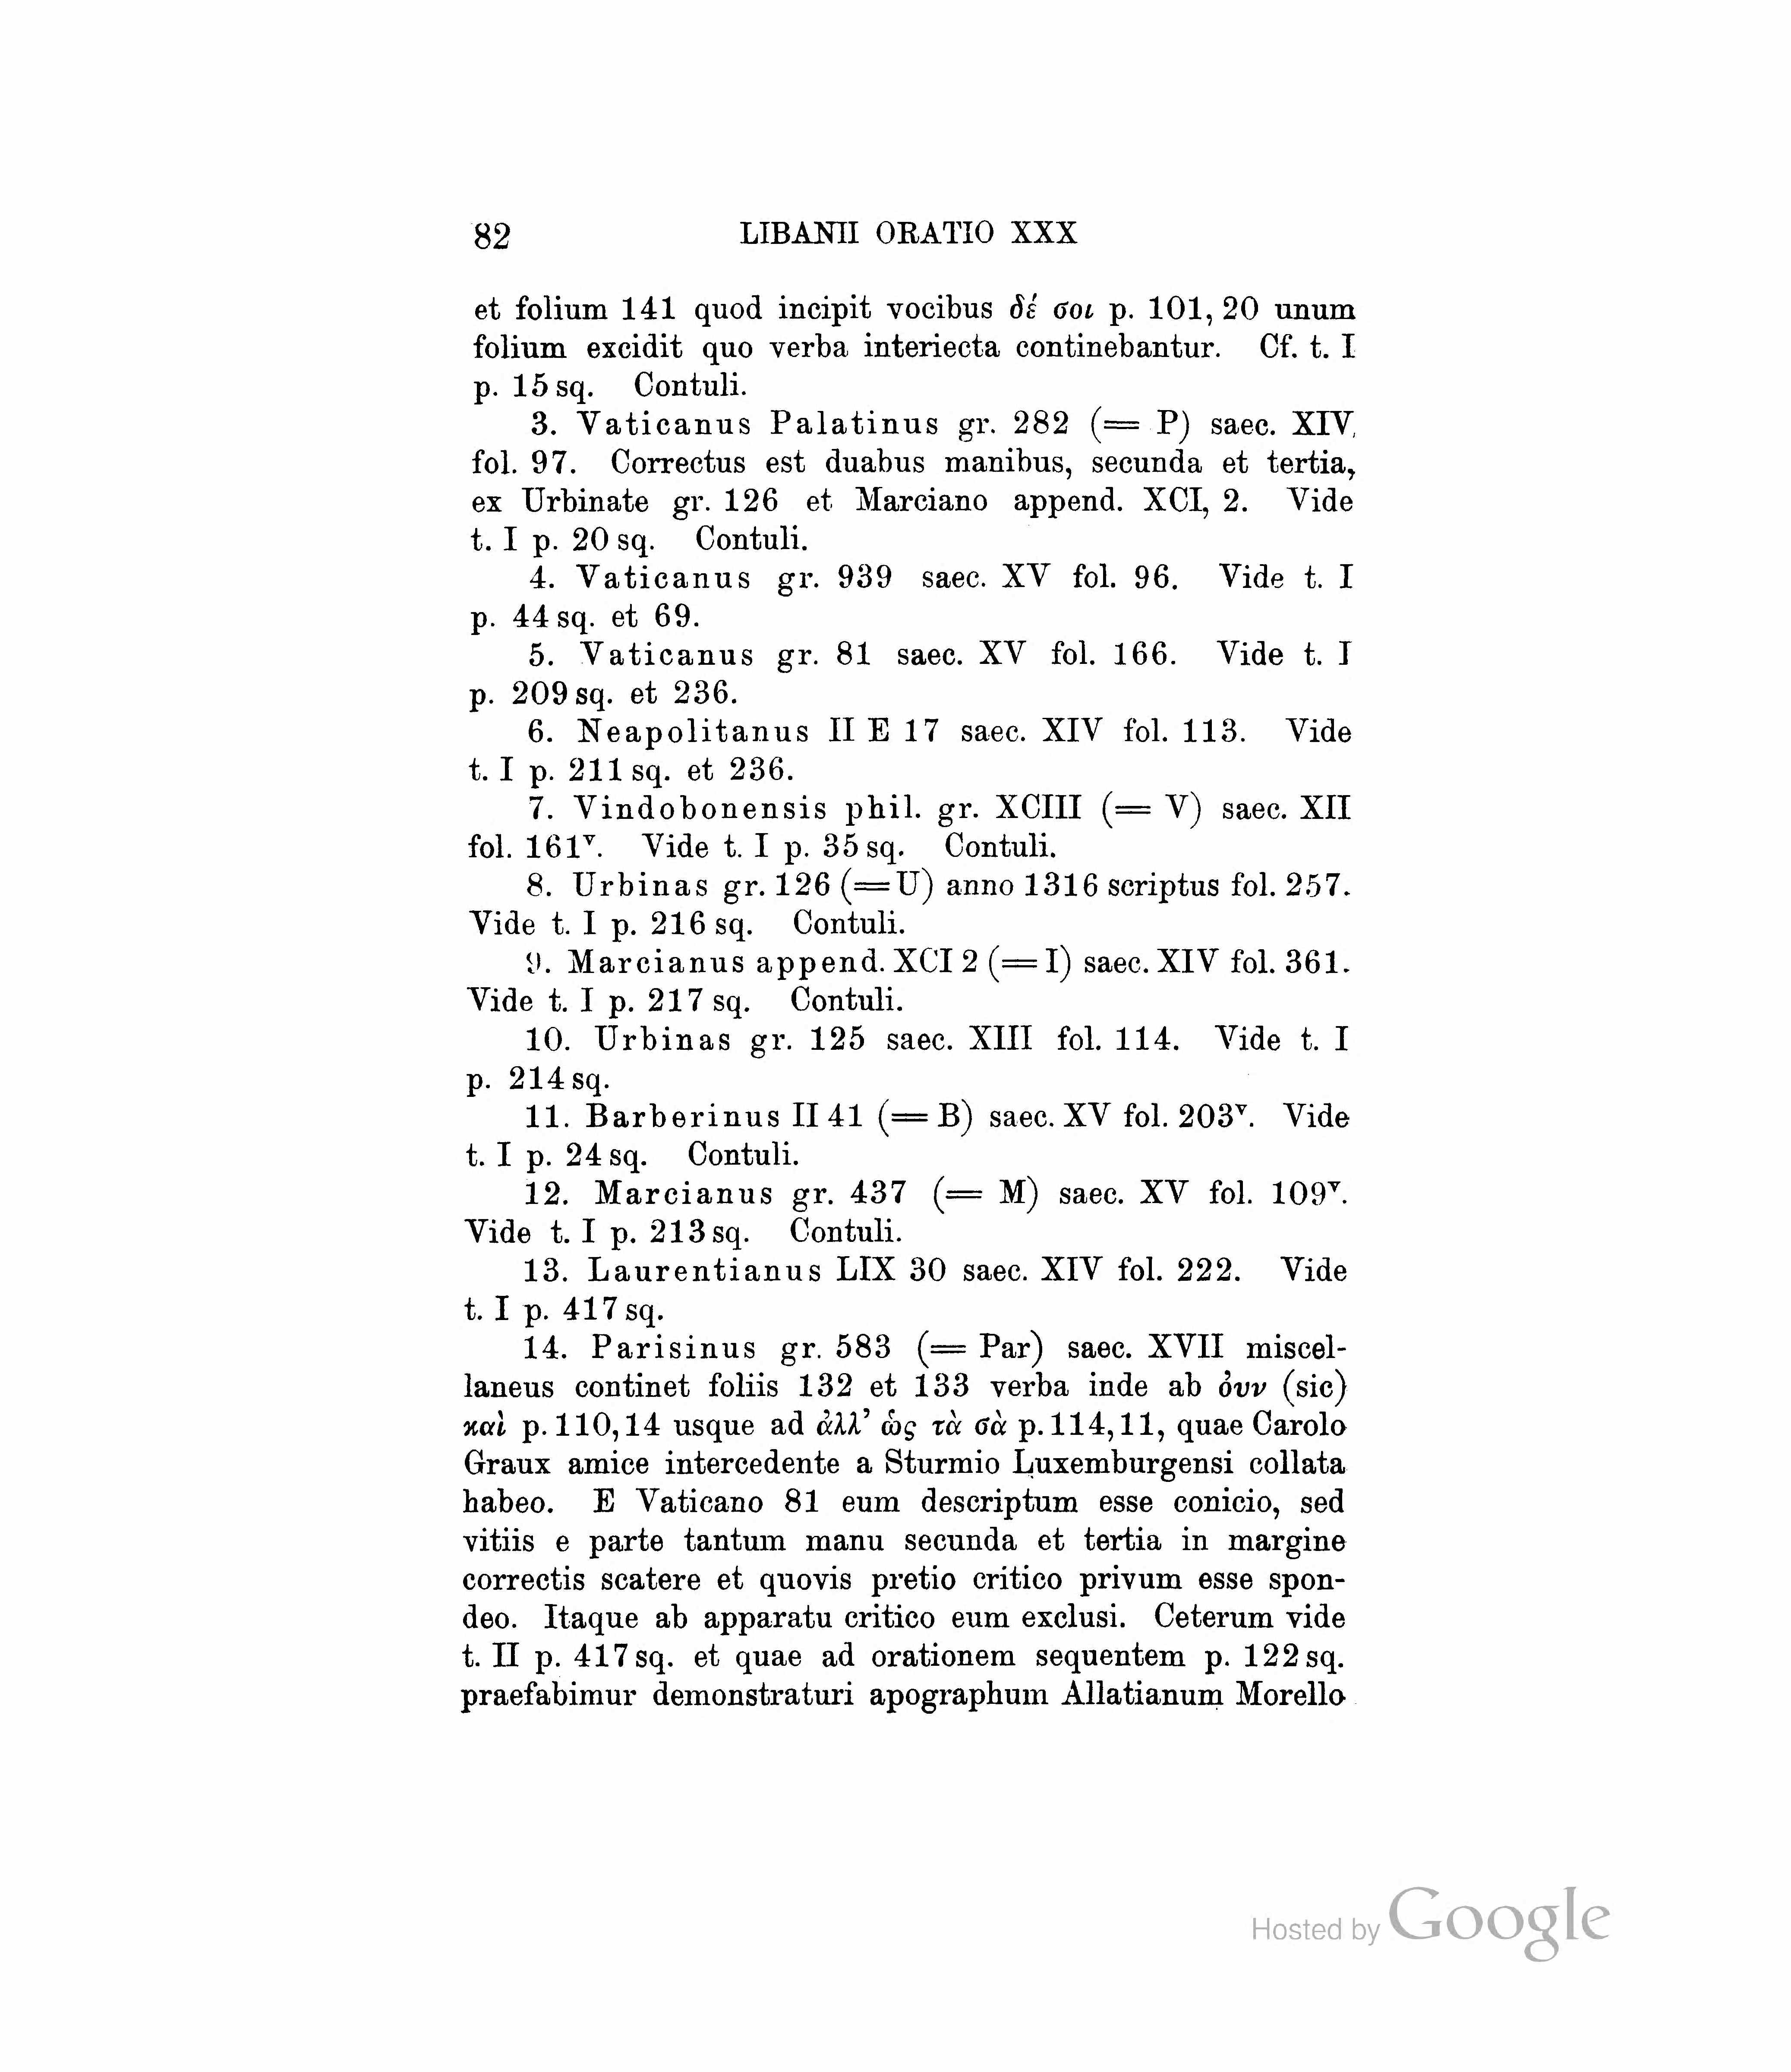 82 LIBANII ORATIO XXX
et folium 141 quod incipit vocibus δέ σοι p. 101, 20 unum
folium excidit quo verba interiecta continebantur. Cf. t. I
p. 15 sq. Contuli.
3. Vaticanus Palatinus gr. 282 (= P) saec. XIV,
fol. 97. Correctus est duabus manibus, secunda et tertia,
ex Urbinate gr. 126 et Marciano append. XCI, 2. Vide
t. I p. 20 sq. Contuli.
4. Vaticanus gr. 939 saec. XV fol. 96. Vide t. I
p. 44 sq. et 69.
5. Vaticanus gr. 81 saec. XV fol. 166. Vide t. I
p. 209 sq. et 236.
6. Neapolitanus II E 17 saec. XIV fol. 113. Vide
t. I p. 211 sq. et 236.
7. Vindobonensis phil. gr. XCIII (= V) saec. XII
fol. 161ᵛ. Vide t. I p. 35 sq. Contuli.
8. Urbinas gr. 126 (= U) anno 1316 scriptus fol. 257.
Vide t. I p. 216 sq. Contuli.
9. Marcianus append. XCI 2 (= I) saec. XIV fol. 361.
Vide t. I p. 217 sq. Contuli.
10. Urbinas gr. 125 saec. XIII fol. 114. Vide t. I
p. 214 sq.
11. Barberinus II 41 (= B) saec. XV fol. 203ᵛ. Vide
t. I p. 24 sq. Contuli.
12. Marcianus gr. 437 (= M) saec. XV fol. 109ᵛ.
Vide t. I p. 213 sq. Contuli.
13. Laurentianus LIX 30 saec. XIV fol. 222. Vide
t. I p. 417 sq.
14. Parisinus gr. 583 (= Par) saec. XVII miscel-
laneus continet foliis 132 et 133 verba inde ab ὀυν (sic)
καὶ p. 110, 14 usque ad ἀλλ’ ὡς τὰ σὰ p. 114, 11, quae Carolo
Graux amice intercedente a Sturmio Luxemburgensi collata
habeo. E Vaticano 81 eum descriptum esse conicio, sed
vitiis e parte tantum manu secunda et tertia in margine
correctis scatere et quovis pretio critico privum esse spon-
deo. Itaque ab apparatu critico eum exclusi. Ceterum vide
t. II p. 417 sq. et quae ad orationem sequentem p. 122 sq.
praefabimur demonstraturi apographum Allatianum Morello
Hosted by Google